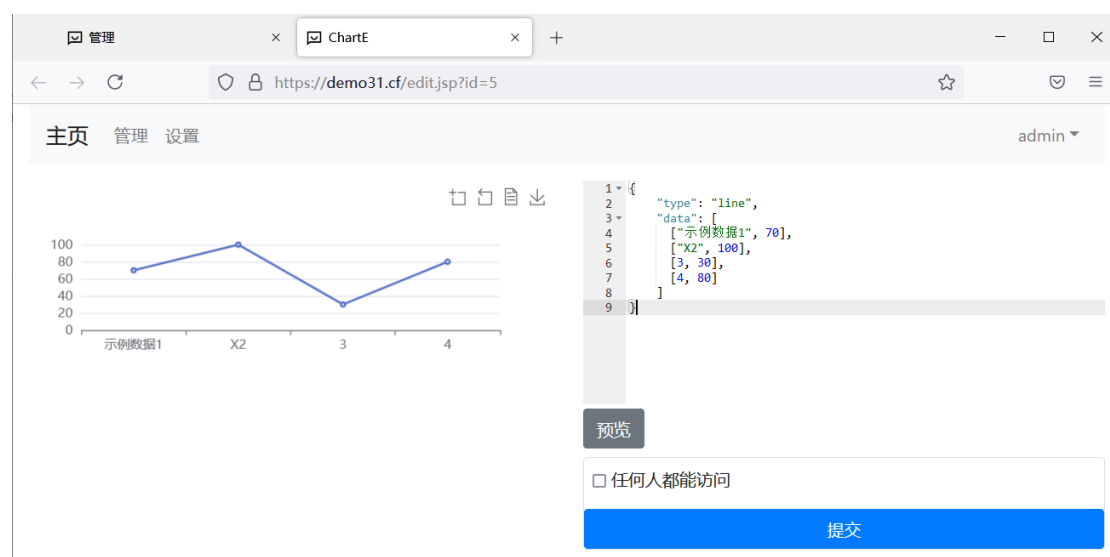 管理
ChartE
https://demo31.cf/edit.jsp?id=5
主页 管理 设置 admin
100
80
60
40
20
0
示例数据1 X2 3 4
1 {
2 "type": "line",
3 "data": [
4 ["示例数据1", 70],
5 ["X2", 100],
6 [3, 30],
7 [4, 80]
8 ]
9 }
预览
任何人都能访问
提交